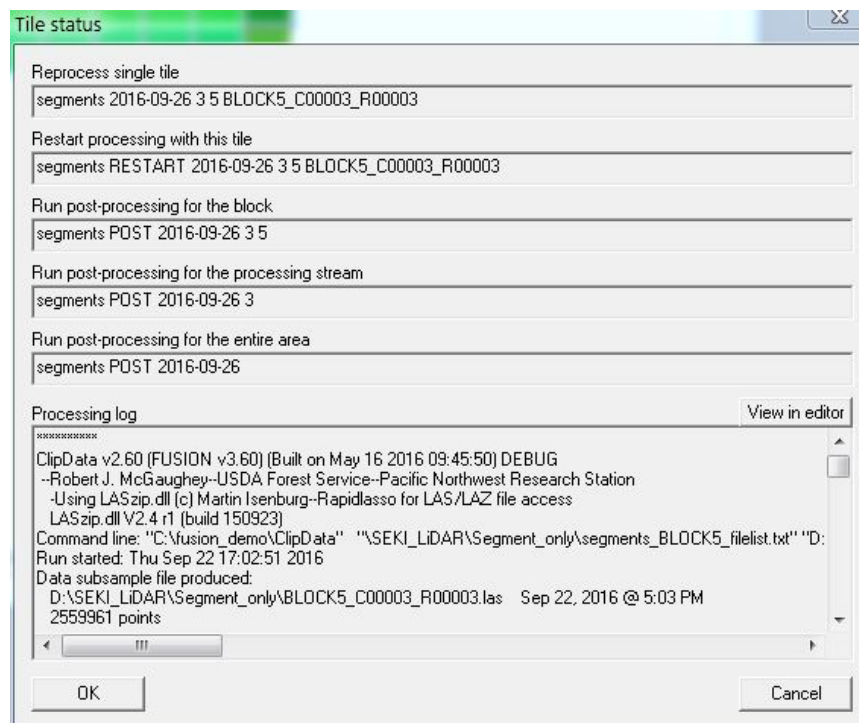 Tile status
Reprocess single tile
segments 2016-09-26 3 5 BLOCK5_C00003_R00003
Restart processing with this tile
segments RESTART 2016-09-26 3 5 BLOCK5_C00003_R00003
Run post-processing for the block
segments POST 2016-09-26 3 5
Run post-processing for the processing stream
segments POST 2016-09-26 3
Run post-processing for the entire area
segments POST 2016-09-26
Processing log
View in editor
**********
ClipData v2.60 (FUSION v3.60) (Built on May 16 2016 09:45:50) DEBUG
--Robert J. McGaughey--USDA Forest Service--Pacific Northwest Research Station
-Using LASzip.dll (c) Martin Isenburg--Rapidlasso for LAS/LAZ file access
LASzip.dll V2.4 r1 (build 150923)
Command line: "C:\fusion_demo\ClipData" "\SEKI_LiDAR\Segment_only\segments_BLOCK5_filelist.txt" "D:
Run started: Thu Sep 22 17:02:51 2016
Data subsample file produced:
D:\SEKI_LiDAR\Segment_only\BLOCK5_C00003_R00003.las Sep 22, 2016 @ 5:03 PM
2559961 points
OK
Cancel